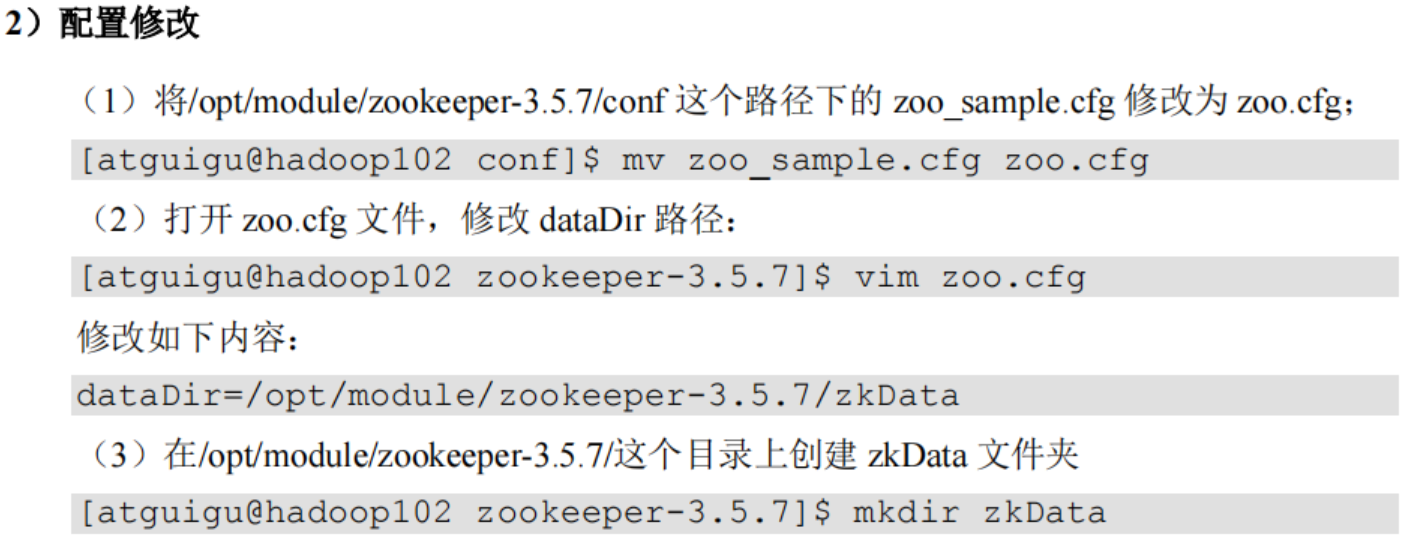 2）配置修改
（1）将/opt/module/zookeeper-3.5.7/conf 这个路径下的 zoo_sample.cfg 修改为 zoo.cfg；
[atguigu@hadoop102 conf]$ mv zoo_sample.cfg zoo.cfg
（2）打开 zoo.cfg 文件，修改 dataDir 路径：
[atguigu@hadoop102 zookeeper-3.5.7]$ vim zoo.cfg
修改如下内容：
dataDir=/opt/module/zookeeper-3.5.7/zkData
（3）在/opt/module/zookeeper-3.5.7/这个目录上创建 zkData 文件夹
[atguigu@hadoop102 zookeeper-3.5.7]$ mkdir zkData